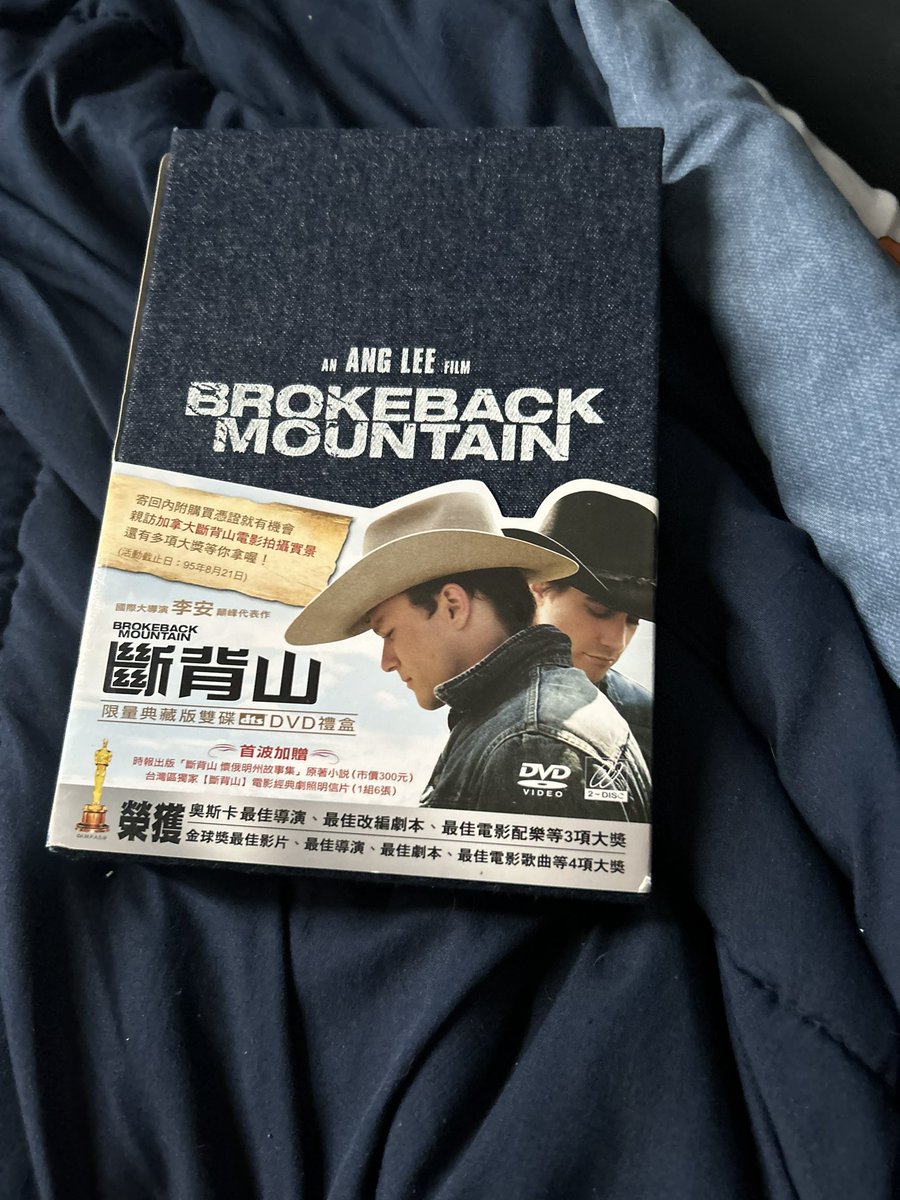 AN ANG LEE FILM
BROKEBACK
MOUNTAIN
寄回內附購買憑證就有機會
親訪加拿大斷背山電影拍攝實景
還有多項大獎等你拿喔！
(活動截止日：95年8月21日)
國際大導演 李安 巔峰代表作
BROKEBACK
MOUNTAIN
斷背山
限量典藏版雙碟 dts DVD禮盒
首波加贈
時報出版「斷背山 懷俄明州故事集」原著小說(市價300元)
台灣區獨家【斷背山】電影經典劇照明信片(1組6張)
DVD
VIDEO
2-DISC
榮獲
奧斯卡最佳導演、最佳改編劇本、最佳電影配樂等3項大獎
金球獎最佳影片、最佳導演、最佳劇本、最佳電影歌曲等4項大獎